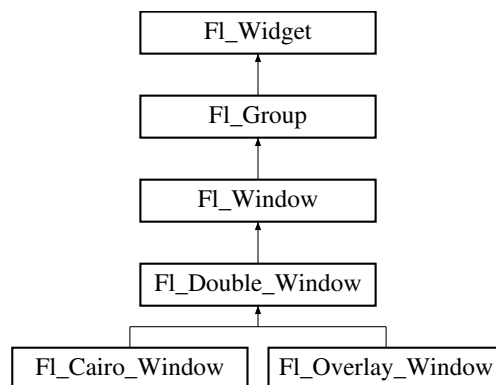 Fl_Widget
Fl_Group
Fl_Window
Fl_Double_Window
Fl_Cairo_Window
Fl_Overlay_Window